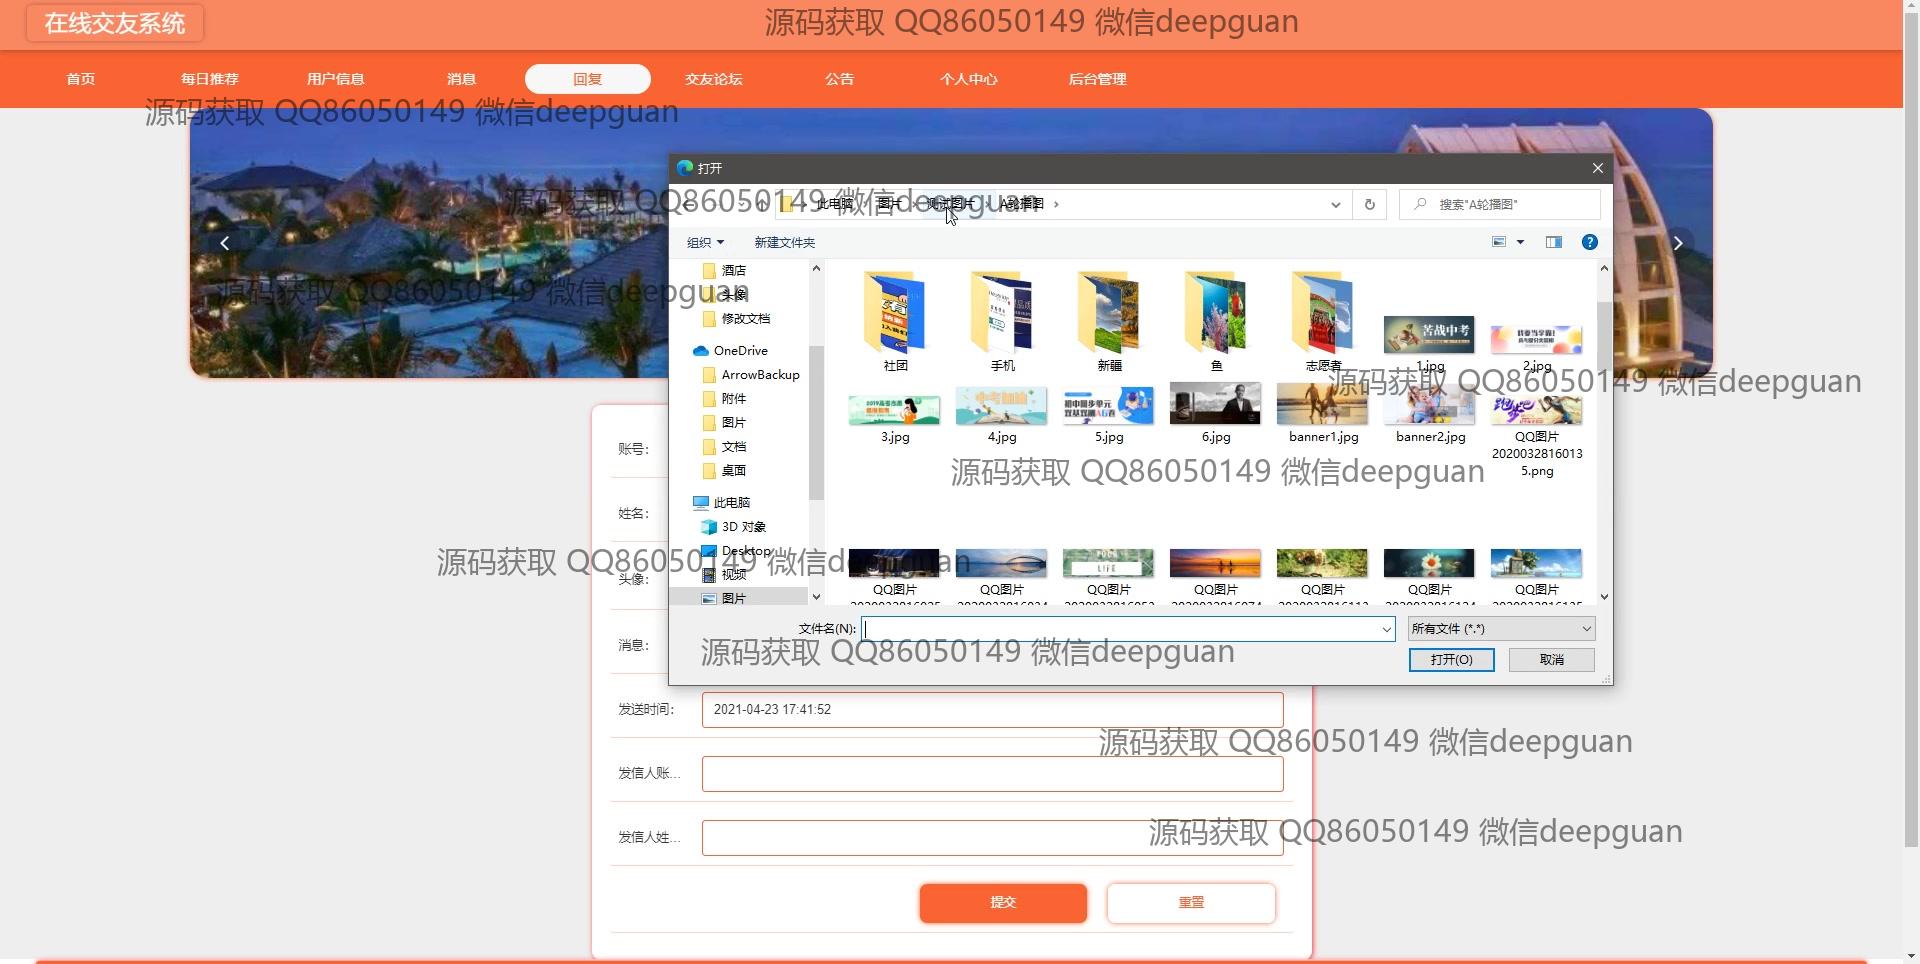 在线交友系统
源码获取 QQ86050149 微信deepguan
首页
每日推荐
用户信息
消息
回复
交友论坛
公告
个人中心
后台管理
源码获取 QQ86050149 微信deepguan
打开
源码获取 QQ86050149 微信deepguan
此电脑
图片
测试图片
A轮播图
搜索"A轮播图"
组织
新建文件夹
源码获取 QQ86050149 微信deepguan
酒店
头像
修改文档
OneDrive
ArrowBackup
附件
图片
文档
桌面
此电脑
3D 对象
Desktop
视频
图片
社团
手机
新疆
鱼
志愿者
苦战中考
1.jpg
2.jpg
源码获取 QQ86050149 微信deepguan
3.jpg
4.jpg
5.jpg
6.jpg
banner1.jpg
banner2.jpg
QQ图片
2020032816013
5.png
源码获取 QQ86050149 微信deepguan
LIFE
QQ图片
QQ图片
QQ图片
QQ图片
QQ图片
QQ图片
QQ图片
源码获取 QQ86050149 微信deepguan
文件名(N):
所有文件 (*.*)
打开(O)
取消
源码获取 QQ86050149 微信deepguan
账号:
姓名:
头像:
消息:
发送时间:
2021-04-23 17:41:52
源码获取 QQ86050149 微信deepguan
发信人账...
发信人姓...
源码获取 QQ86050149 微信deepguan
提交
重置